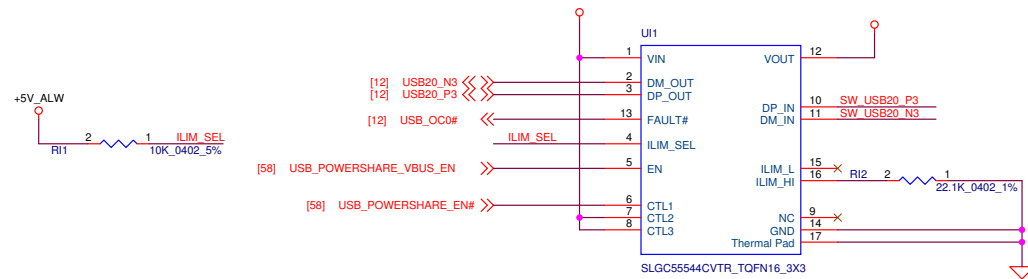 UI1
1 VIN VOUT 12
[12] USB20_N3 2 DM_OUT
[12] USB20_P3 3 DP_OUT
+5V_ALW
DP_IN 10 SW_USB20_P3
DM_IN 11 SW_USB20_N3
[12] USB_OC0# 13 FAULT#
2 1 ILIM_SEL
RI1 10K_0402_5%
ILIM_SEL 4 ILIM_SEL
[58] USB_POWERSHARE_VBUS_EN 5 EN
ILIM_L 15
ILIM_HI 16 RI2 2 1
22.1K_0402_1%
[58] USB_POWERSHARE_EN# 6 CTL1
7 CTL2 NC 9
8 CTL3 GND 14
Thermal Pad 17
SLGC55544CVTR_TQFN16_3X3